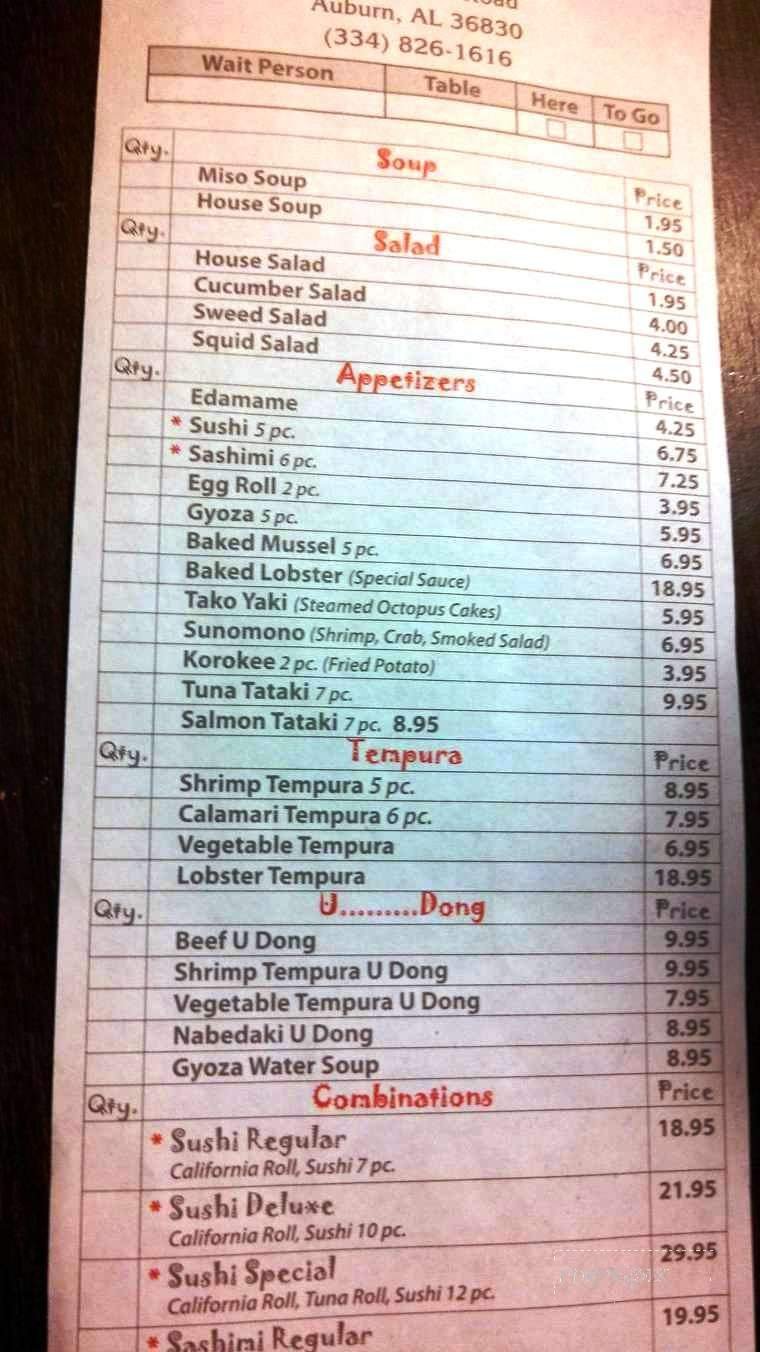 Auburn, AL 36830
(334) 826-1616
Wait Person Table Here To Go
Qty. Soup Price
Miso Soup 1.95
House Soup 1.50
Qty. Salad Price
House Salad 1.95
Cucumber Salad 4.00
Sweed Salad 4.25
Squid Salad 4.50
Qty. Appetizers Price
Edamame 4.25
* Sushi 5 pc. 6.75
* Sashimi 6 pc. 7.25
Egg Roll 2 pc. 3.95
Gyoza 5 pc. 5.95
Baked Mussel 5 pc. 6.95
Baked Lobster (Special Sauce) 18.95
Tako Yaki (Steamed Octopus Cakes) 5.95
Sunomono (Shrimp, Crab, Smoked Salad) 6.95
Korokee 2 pc. (Fried Potato) 3.95
Tuna Tataki 7 pc. 9.95
Salmon Tataki 7 pc. 8.95
Qty. Tempura Price
Shrimp Tempura 5 pc. 8.95
Calamari Tempura 6 pc. 7.95
Vegetable Tempura 6.95
Lobster Tempura 18.95
Qty. U.........Dong Price
Beef U Dong 9.95
Shrimp Tempura U Dong 9.95
Vegetable Tempura U Dong 7.95
Nabedaki U Dong 8.95
Gyoza Water Soup 8.95
Qty. Combinations Price
* Sushi Regular 18.95
California Roll, Sushi 7 pc.
* Sushi Deluxe 21.95
California Roll, Sushi 10 pc.
* Sushi Special 29.95
California Roll, Tuna Roll, Sushi 12 pc.
* Sashimi Regular 19.95